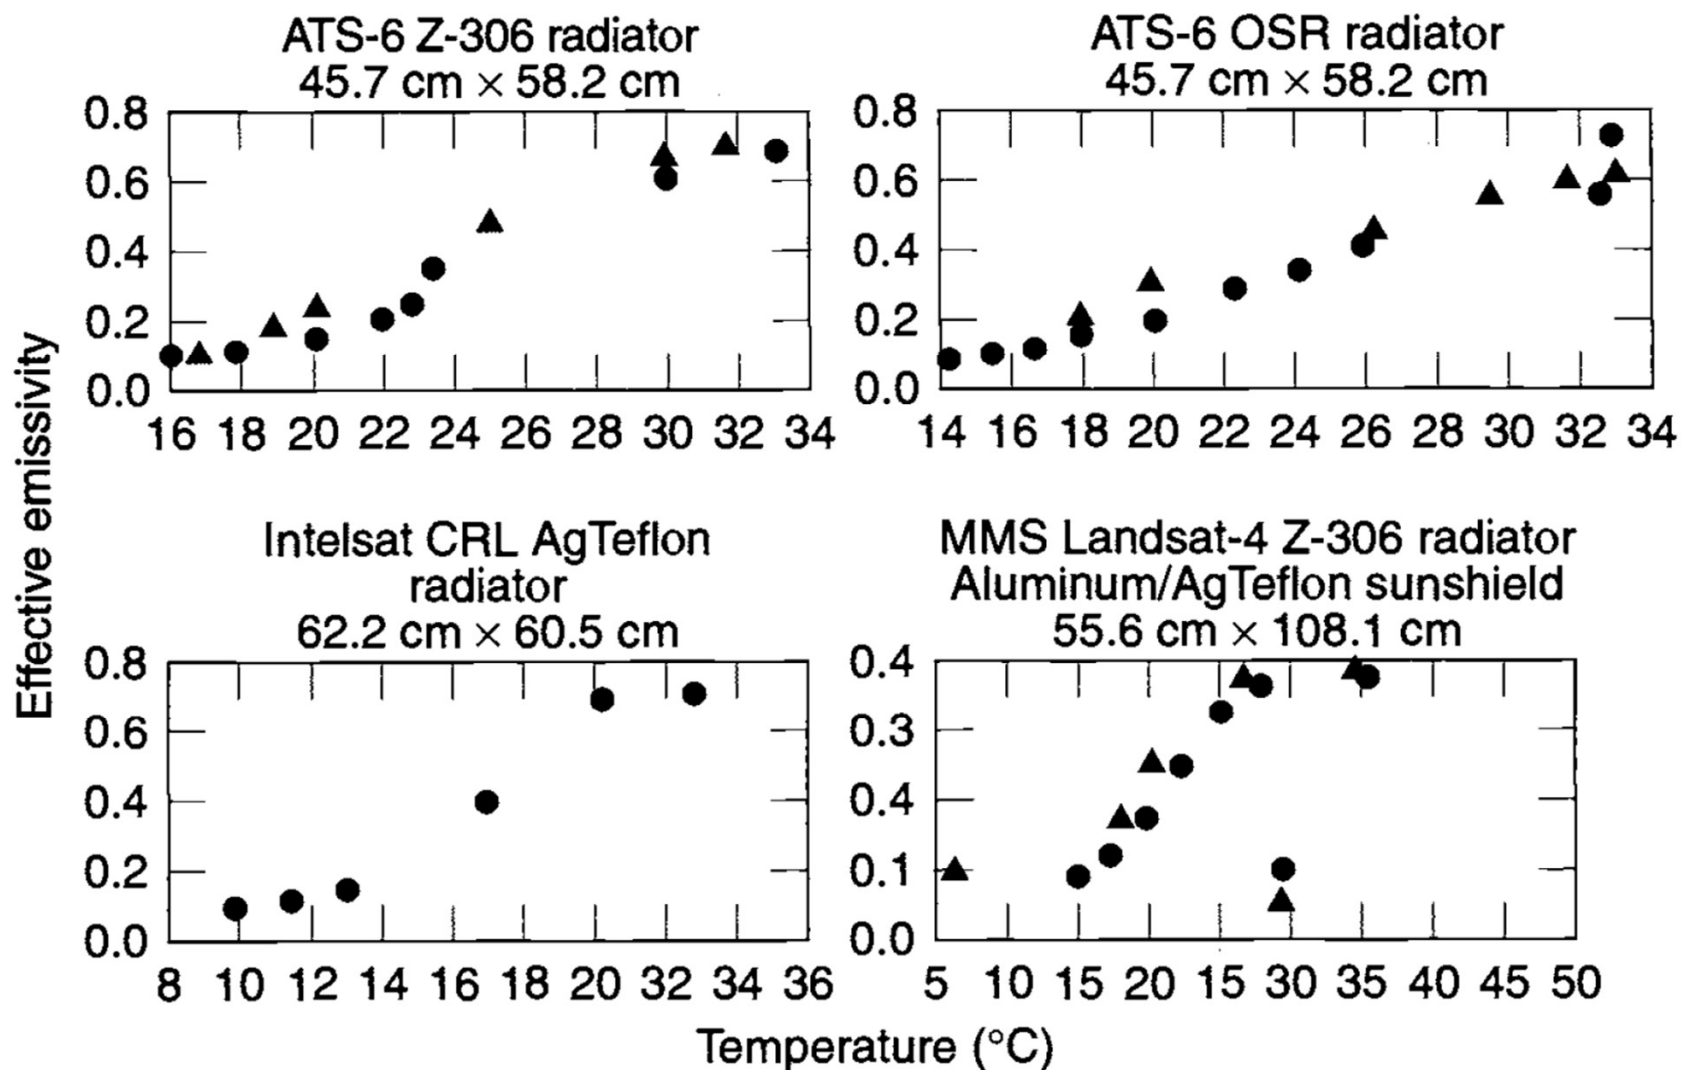 ATS-6 Z-306 radiator
45.7 cm × 58.2 cm
0.8
0.6
0.4
0.2
0.0
16 18 20 22 24 26 28 30 32 34
ATS-6 OSR radiator
45.7 cm × 58.2 cm
0.8
0.6
0.4
0.2
0.0
14 16 18 20 22 24 26 28 30 32 34
Effective emissivity
Intelsat CRL AgTeflon
radiator
62.2 cm × 60.5 cm
0.8
0.6
0.4
0.2
0.0
8 10 12 14 16 18 20 32 34 36
MMS Landsat-4 Z-306 radiator
Aluminum/AgTeflon sunshield
55.6 cm × 108.1 cm
0.4
0.3
0.4
0.1
0.0
5 10 15 20 15 30 35 40 45 50
Temperature (°C)